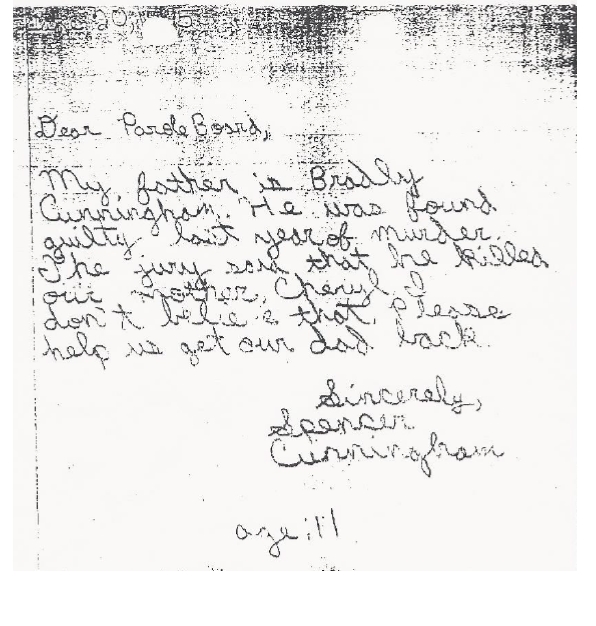 Dear Parole Board,
My father is Bradly
Cunningham. He was found
guilty last year of murder.
The jury said that he killed
our mother, Cheryl. I
don't belie that. Please
help us get our dad back.
Sincerely,
Spencer
Cunningham
age: 11